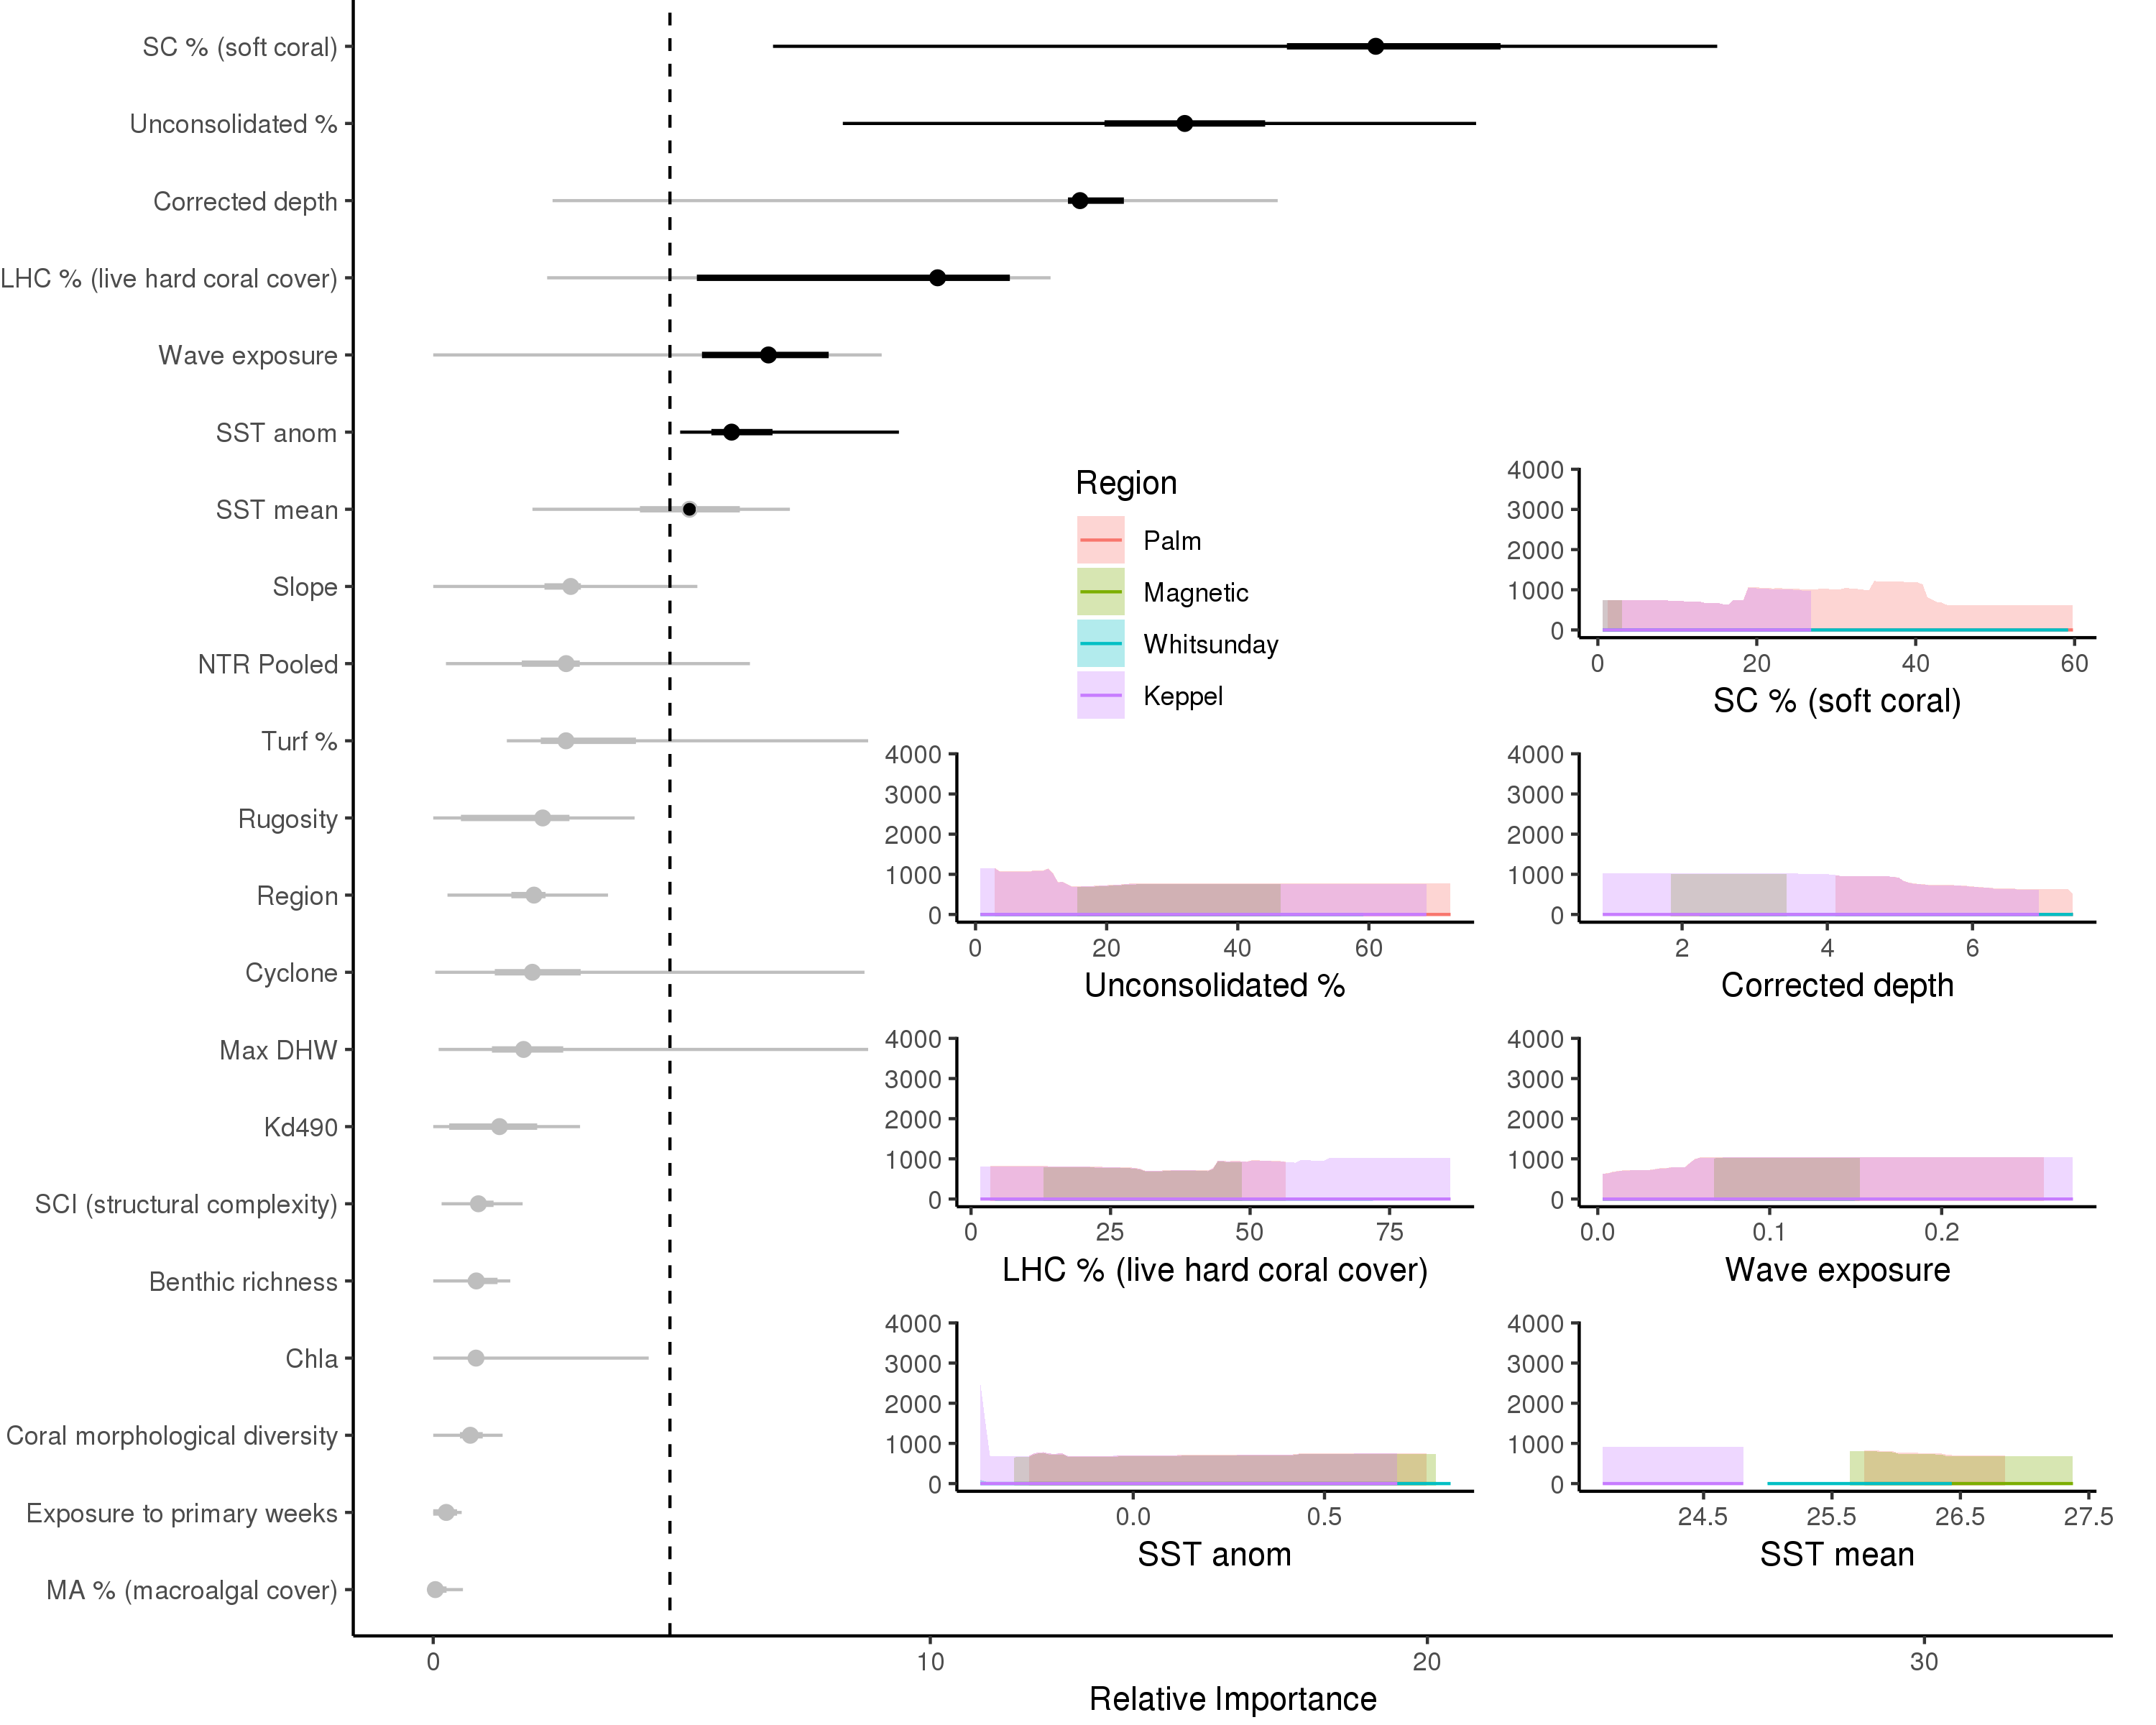 SC % (soft coral)
Unconsolidated %
Corrected depth
LHC % (live hard coral cover)
Wave exposure
SST anom
SST mean
Slope
NTR Pooled
Turf %
Rugosity
Region
Cyclone
Max DHW
Kd490
SCI (structural complexity)
Benthic richness
Chla
Coral morphological diversity
Exposure to primary weeks
MA % (macroalgal cover)
0 10 20 30
Relative Importance
Region
Palm
Magnetic
Whitsunday
Keppel
4000
3000
2000
1000
0
0 20 40 60
SC % (soft coral)
4000
3000
2000
1000
0
0 20 40 60
Unconsolidated %
4000
3000
2000
1000
0
2 4 6
Corrected depth
4000
3000
2000
1000
0
0 25 50 75
LHC % (live hard coral cover)
4000
3000
2000
1000
0
0.0 0.1 0.2
Wave exposure
4000
3000
2000
1000
0
0.0 0.5
SST anom
4000
3000
2000
1000
0
24.5 25.5 26.5 27.5
SST mean